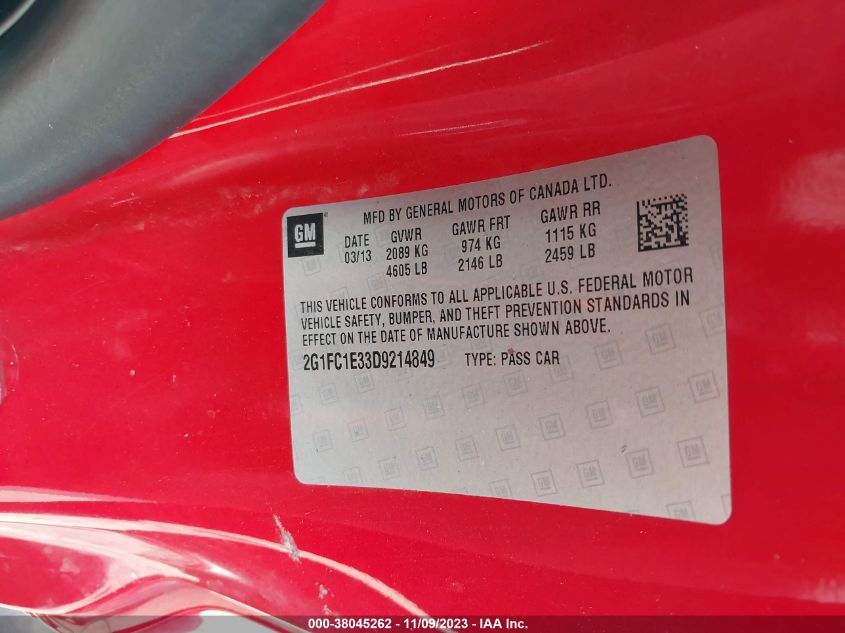 MFD BY GENERAL MOTORS OF CANADA LTD.
GM
DATE GVWR GAWR FRT GAWR RR
03/13 2089 KG 974 KG 1115 KG
4605 LB 2146 LB 2459 LB
THIS VEHICLE CONFORMS TO ALL APPLICABLE U.S. FEDERAL MOTOR
VEHICLE SAFETY, BUMPER, AND THEFT PREVENTION STANDARDS IN
EFFECT ON THE DATE OF MANUFACTURE SHOWN ABOVE.
2G1FC1E33D9214849 TYPE: PASS CAR
000-38045262 - 11/09/2023 - IAA Inc.